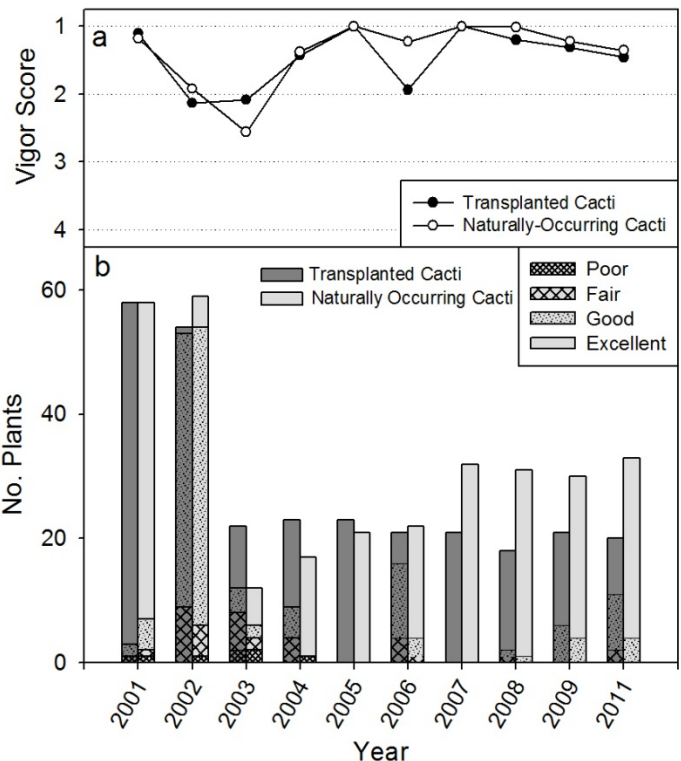 a
1
2
3
4
Vigor Score
Transplanted Cacti
Naturally-Occurring Cacti
b
Transplanted Cacti
Naturally Occurring Cacti
Poor
Fair
Good
Excellent
60
40
20
0
No. Plants
2001
2002
2003
2004
2005
2006
2007
2008
2009
2011
Year